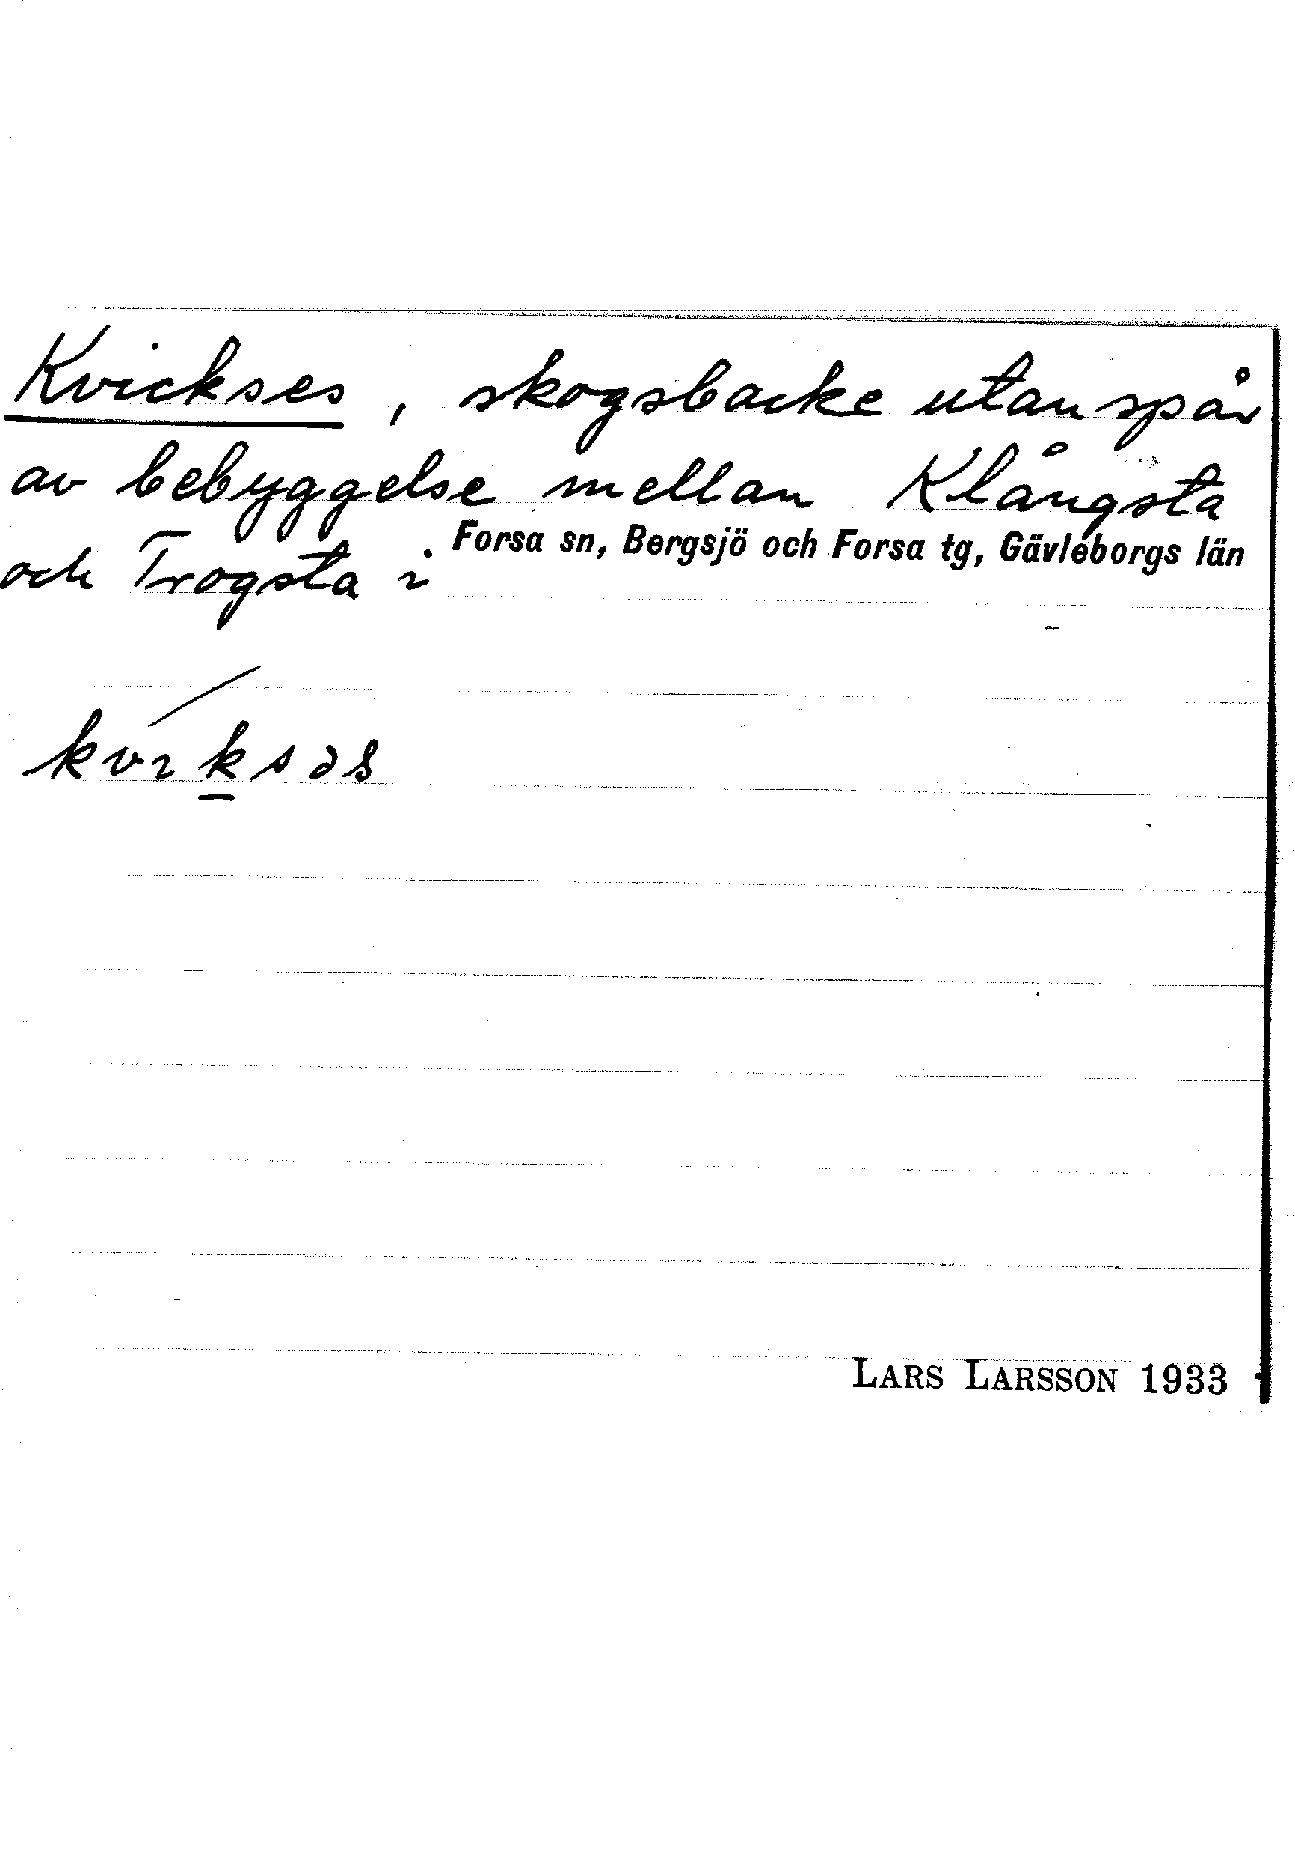 Kvickses, skogsbacke utan spår
av bebyggelse mellan Klångsta
och Trogsta i Forsa sn, Bergsjö och Forsa tg, Gävleborgs län
kviksəs
LARS LARSSON 1933